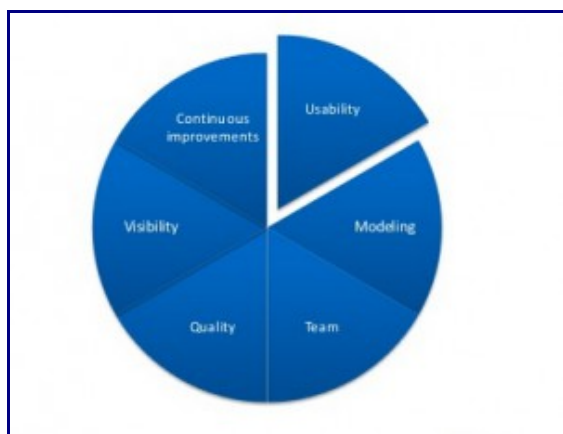 Continuous
improvements
Usability
Visibility
Modeling
Quality
Team